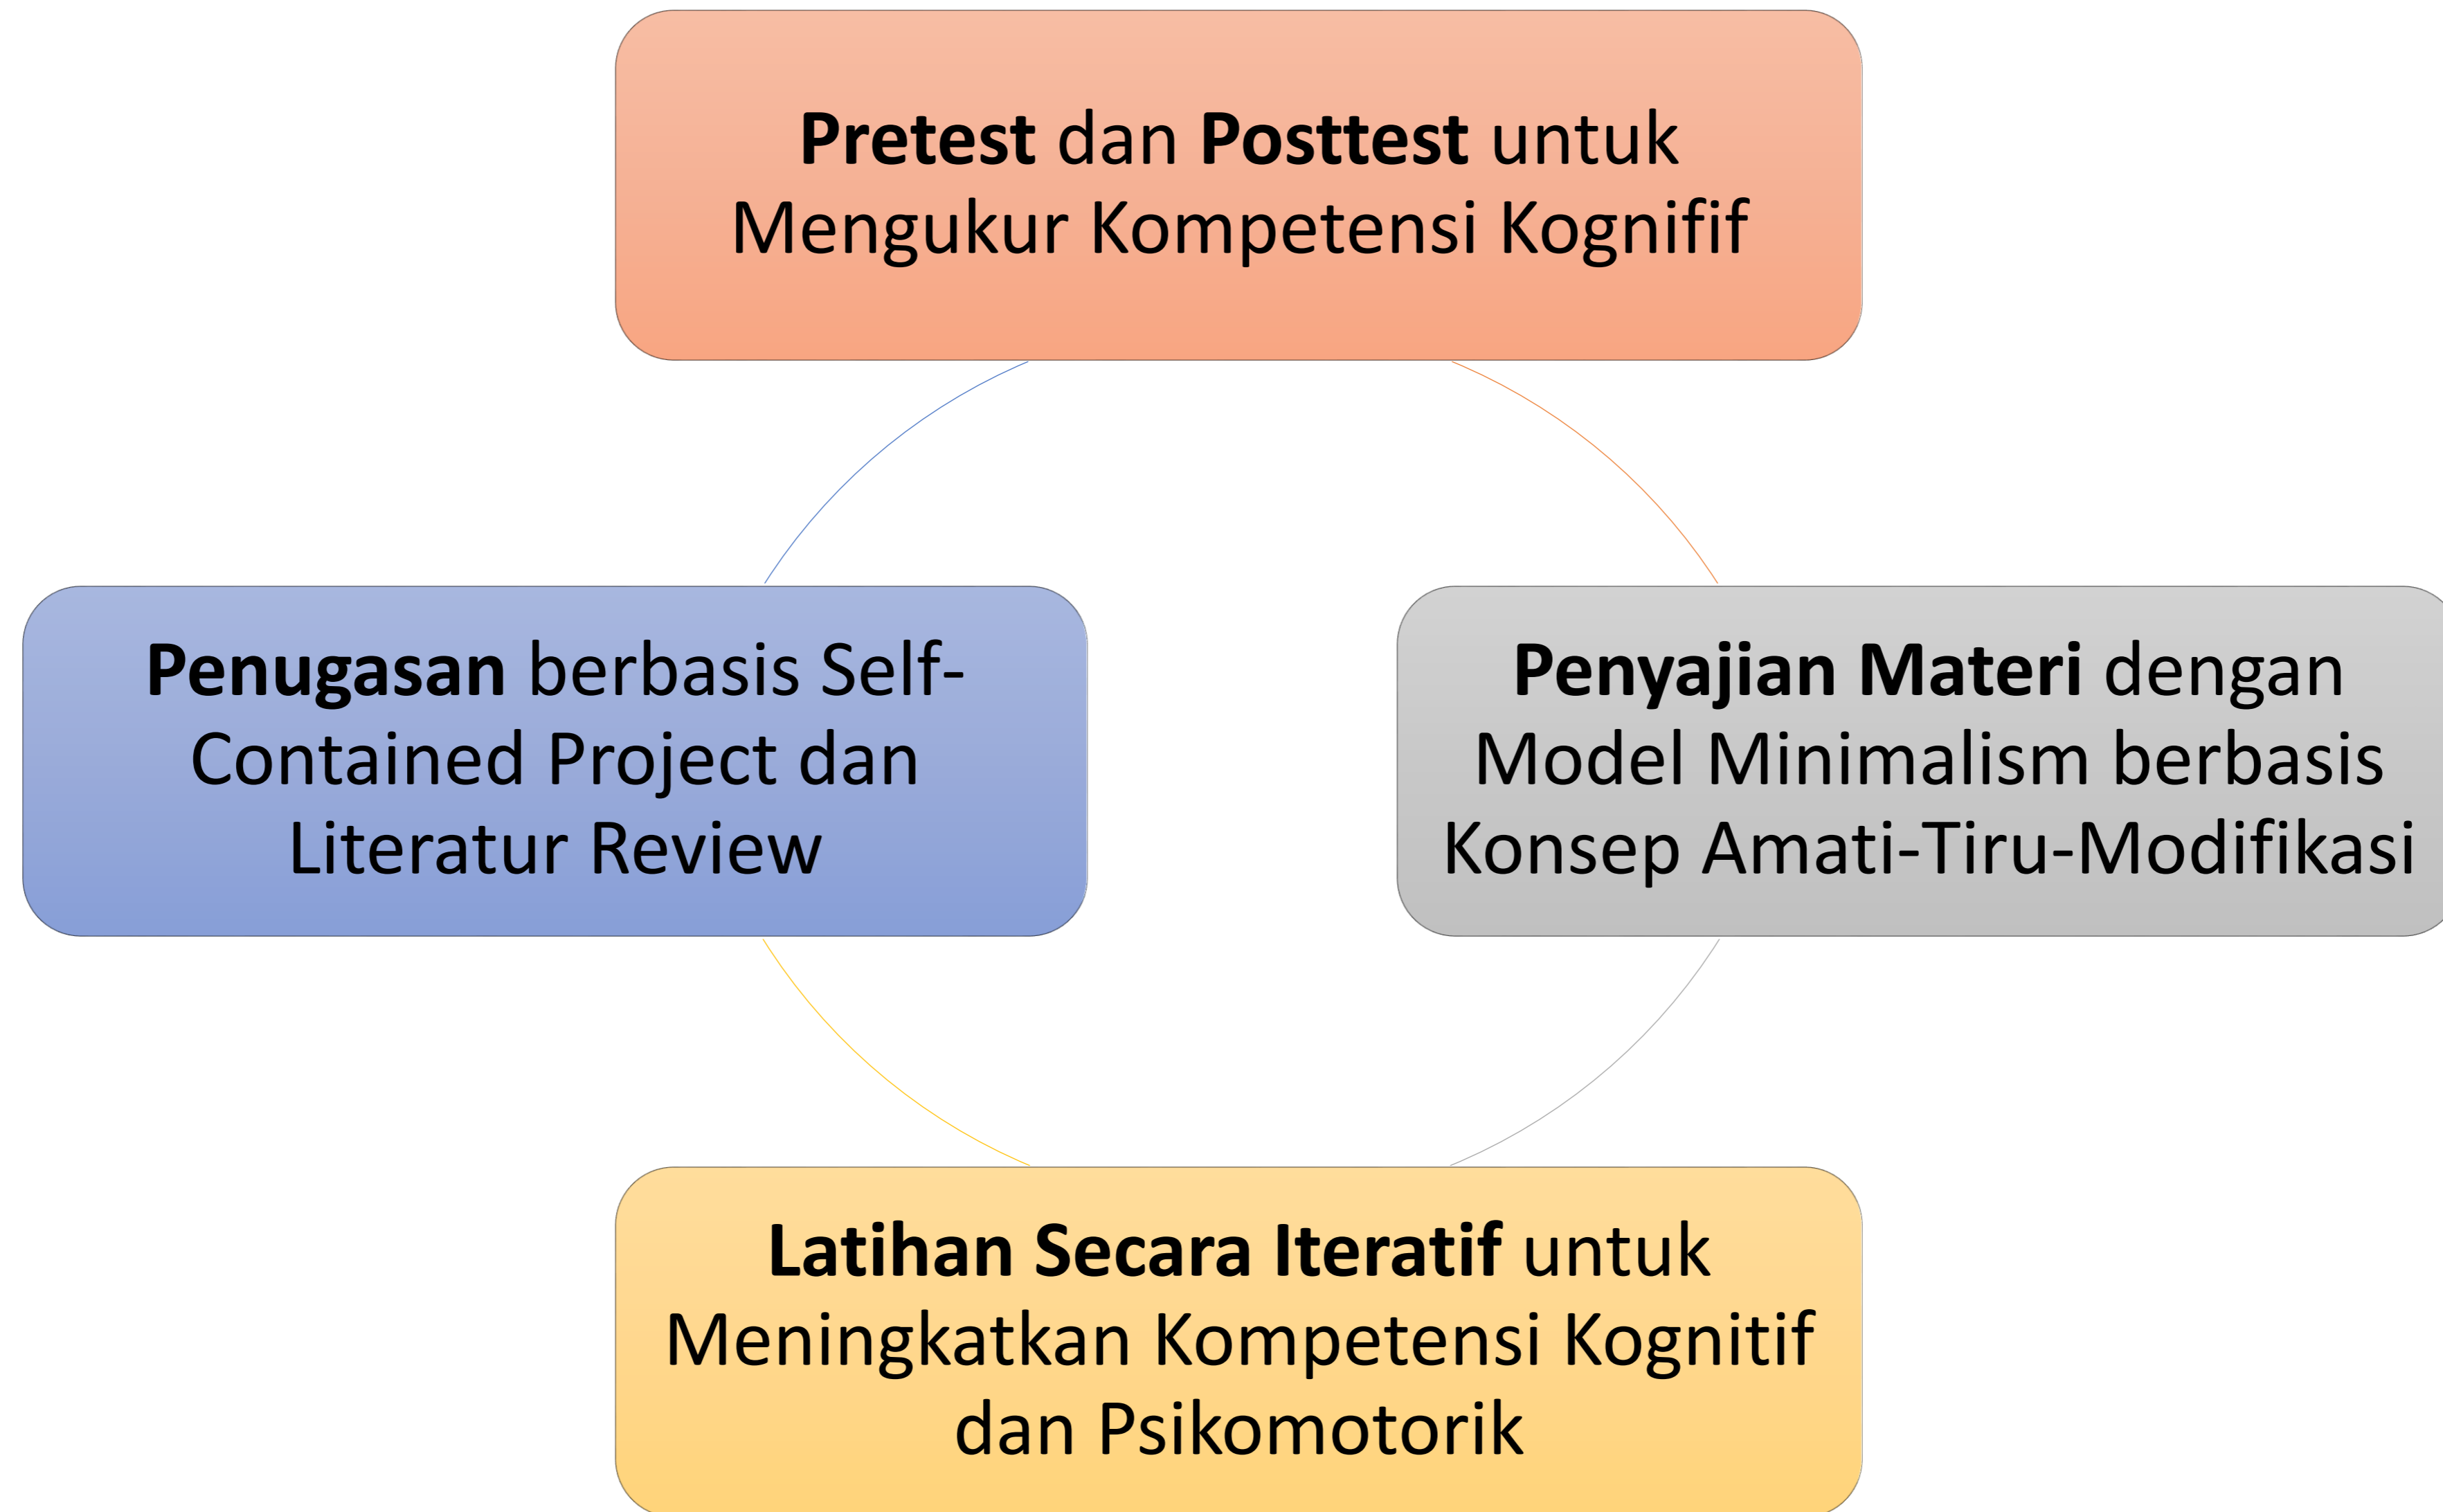 Pretest dan Posttest untuk
Mengukur Kompetensi Kognifif
Penugasan berbasis Self-
Contained Project dan
Literatur Review
Penyajian Materi dengan
Model Minimalism berbasis
Konsep Amati-Tiru-Modifikasi
Latihan Secara Iteratif untuk
Meningkatkan Kompetensi Kognitif
dan Psikomotorik